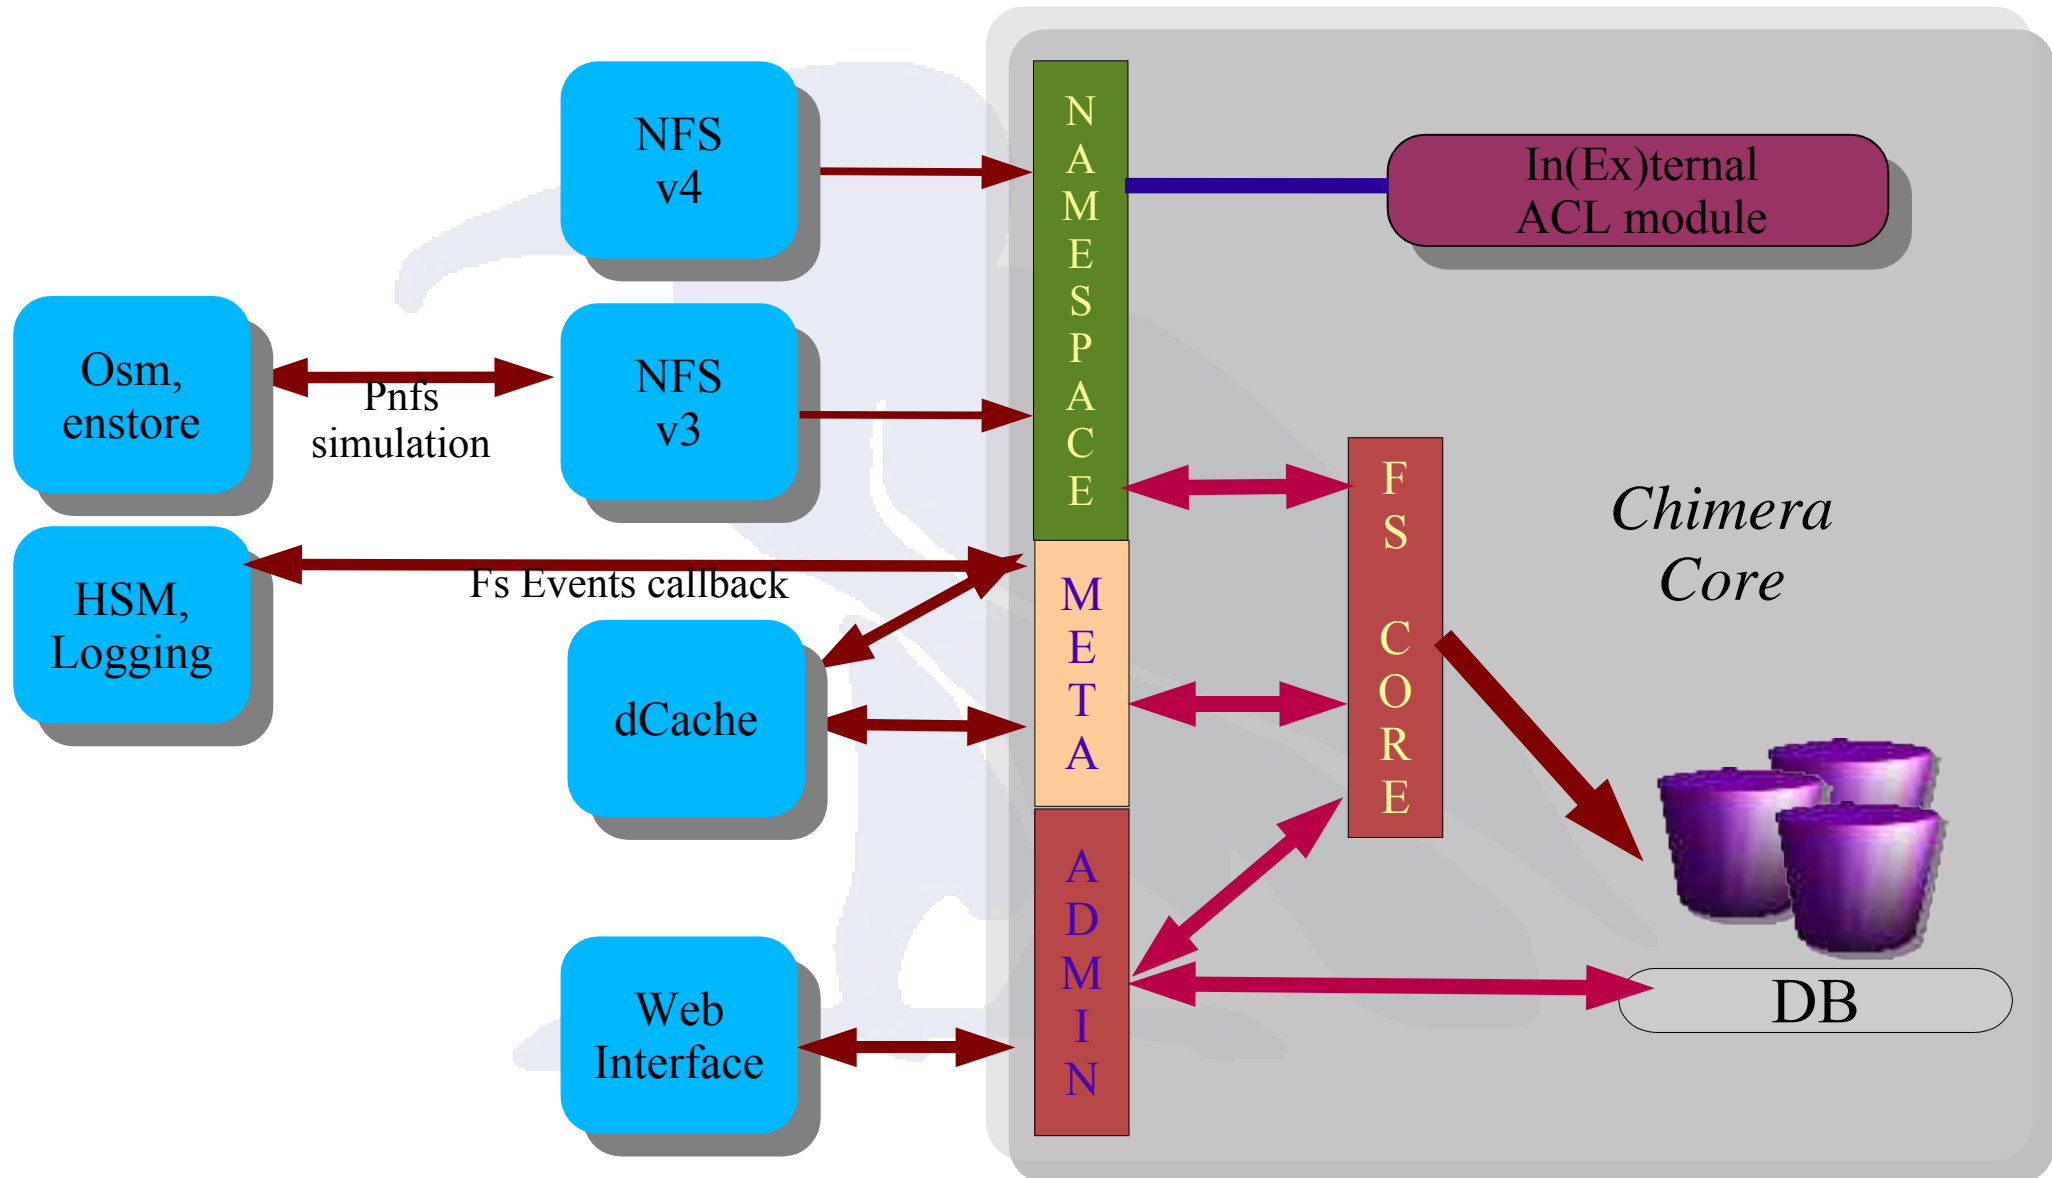 NFS
v4
NAMESPACE
In(Ex)ternal
ACL module
Osm,
enstore
Pnfs
simulation
NFS
v3
FS CORE
Chimera
Core
HSM,
Logging
Fs Events callback
META
dCache
ADMIN
Web
Interface
DB